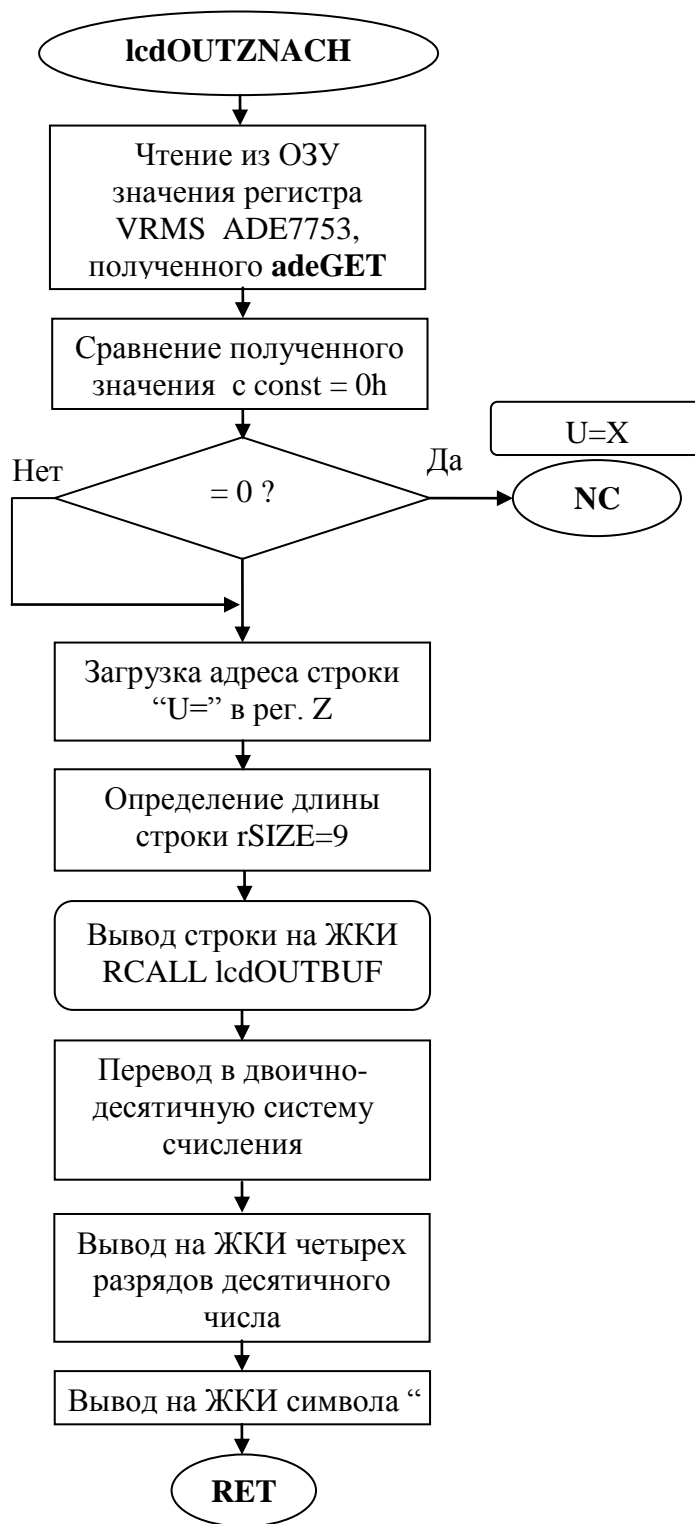 lcdOUTZNACH
Чтение из ОЗУ
значения регистра
VRMS ADE7753,
полученного adeGET
Сравнение полученного
значения с const = 0h
U=X
Нет
Да
= 0 ?
NC
Загрузка адреса строки
“U=” в рег. Z
Определение длины
строки rSIZE=9
Вывод строки на ЖКИ
RCALL lcdOUTBUF
Перевод в двоично-
десятичную систему
счисления
Вывод на ЖКИ четырех
разрядов десятичного
числа
Вывод на ЖКИ символа “
RET